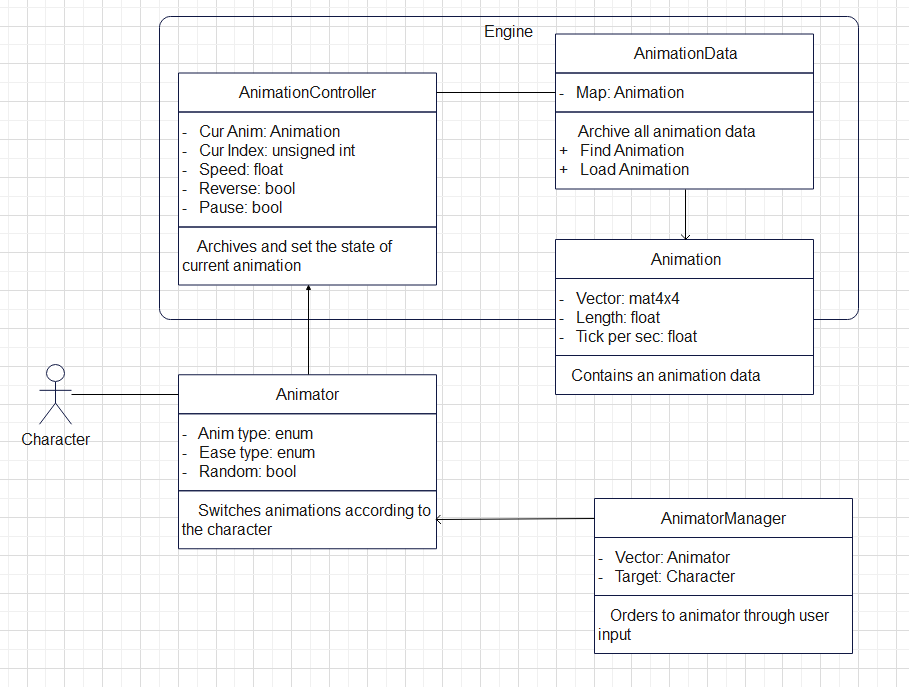 Engine
AnimationData
- Map: Animation
Archive all animation data
+ Find Animation
+ Load Animation
AnimationController
- Cur Anim: Animation
- Cur Index: unsigned int
- Speed: float
- Reverse: bool
- Pause: bool
Archives and set the state of
current animation
Animation
- Vector: mat4x4
- Length: float
- Tick per sec: float
Contains an animation data
Character
Animator
- Anim type: enum
- Ease type: enum
- Random: bool
Switches animations according to
the character
AnimatorManager
- Vector: Animator
- Target: Character
Orders to animator through user
input